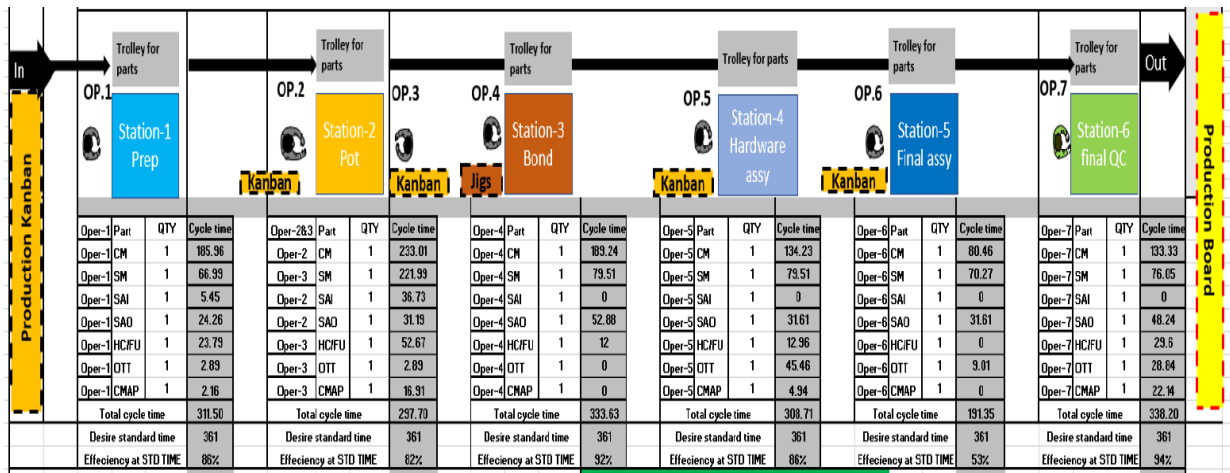 In
Production Kanban
Trolley for
parts
OP.1
Station-1
Prep
Trolley for
parts
OP.2
Station-2
Pot
Kanban
OP.3
Kanban
Trolley for
parts
OP.4
Station-3
Bond
Jigs
Trolley for parts
OP.5
Station-4
Hardware
assy
Kanban
Trolley for
parts
OP.6
Station-5
Final assy
Kanban
Trolley for
parts
OP.7
Station-6
final QC
Out
Production Board
Oper-1 Part QTY Cycle time
Oper-1 CM 1 185.96
Oper-1 SM 1 66.99
Oper-1 SAI 1 5.45
Oper-1 SAO 1 24.26
Oper-1 HC/FU 1 23.79
Oper-1 OTT 1 2.89
Oper-1 CMAP 1 2.16
Total cycle time 311.50
Desire standard time 361
Effeciency at STD TIME 86%
Oper-2&3 Part QTY Cycle time
Oper-2 CM 1 233.01
Oper-3 SM 1 221.99
Oper-2 SAI 1 36.73
Oper-2 SAO 1 31.19
Oper-3 HC/FU 1 52.67
Oper-3 OTT 1 2.89
Oper-3 CMAP 1 16.91
Total cycle time 297.70
Desire standard time 361
Effeciency at STD TIME 82%
Oper-4 Part QTY Cycle time
Oper-4 CM 1 189.24
Oper-4 SM 1 79.51
Oper-4 SAI 1 0
Oper-4 SAO 1 52.88
Oper-4 HC/FU 1 12
Oper-4 OTT 1 0
Oper-4 CMAP 1 0
Total cycle time 333.63
Desire standard time 361
Effeciency at STD TIME 92%
Oper-5 Part QTY Cycle time
Oper-5 CM 1 134.23
Oper-5 SM 1 79.51
Oper-5 SAI 1 0
Oper-5 SAO 1 31.61
Oper-5 HC/FU 1 12.96
Oper-5 OTT 1 45.46
Oper-5 CMAP 1 4.94
Total cycle time 308.71
Desire standard time 361
Effeciency at STD TIME 86%
Oper-6 Part QTY Cycle time
Oper-6 CM 1 80.46
Oper-6 SM 1 70.27
Oper-6 SAI 1 0
Oper-6 SAO 1 31.61
Oper-6 HC/FU 1 0
Oper-6 OTT 1 9.01
Oper-6 CMAP 1 0
Total cycle time 191.35
Desire standard time 361
Effeciency at STD TIME 53%
Oper-7 Part QTY Cycle time
Oper-7 CM 1 133.33
Oper-7 SM 1 76.05
Oper-7 SAI 1 0
Oper-7 SAO 1 48.24
Oper-7 HC/FU 1 29.6
Oper-7 OTT 1 28.84
Oper-7 CMAP 1 22.14
Total cycle time 338.20
Desire standard time 361
Effeciency at STD TIME 94%